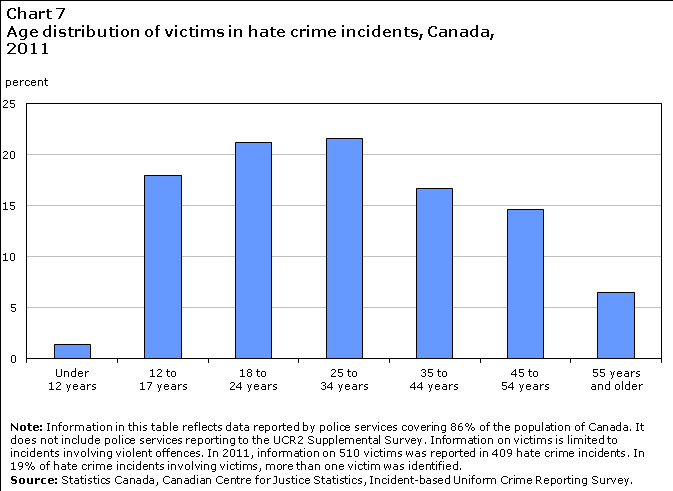 Chart 7
Age distribution of victims in hate crime incidents, Canada,
2011
percent
25
20
15
10
5
0
Under
12 years
12 to
17 years
18 to
24 years
25 to
34 years
35 to
44 years
45 to
54 years
55 years
and older
Note: Information in this table reflects data reported by police services covering 86% of the population of Canada. It
does not include police services reporting to the UCR2 Supplemental Survey. Information on victims is limited to
incidents involving violent offences. In 2011, information on 510 victims was reported in 409 hate crime incidents. In
19% of hate crime incidents involving victims, more than one victim was identified.
Source: Statistics Canada, Canadian Centre for Justice Statistics, Incident-based Uniform Crime Reporting Survey.